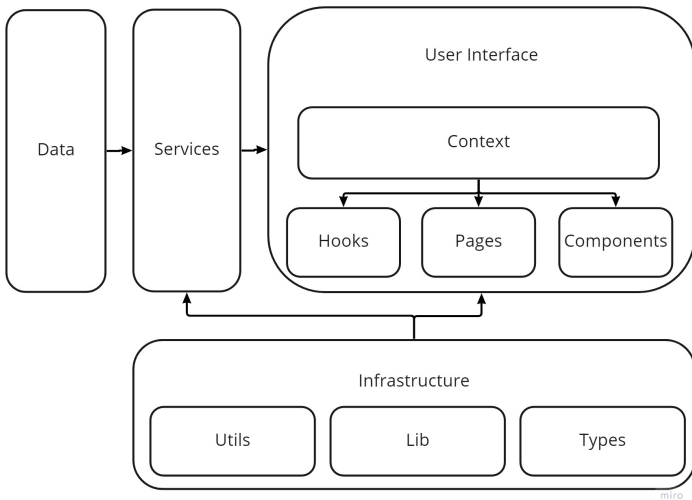 User Interface
Data
Services
Context
Hooks
Pages
Components
Infrastructure
Utils
Lib
Types
miro